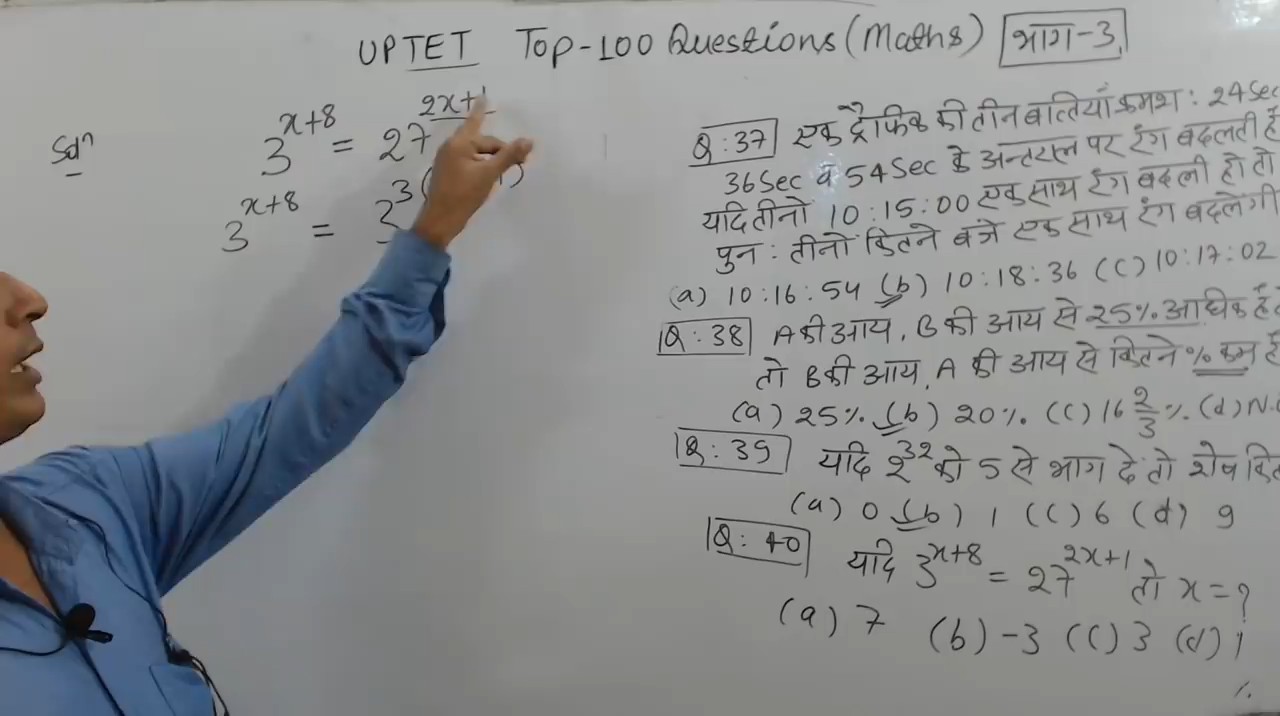 UPTET Top-100 Questions (Maths) भाग-3
Solⁿ
3^{x+8} = 27^{2x+1}
3^{x+8} = 3^{3(
Q:37 एक ट्रैफिक की तीन बत्तियाँ क्रमश: 24Sec
36Sec व 54Sec के अन्तराल पर रंग बदलती हैं
यदि तीनो 10:15:00 एक साथ रंग बदली हो तो
पुन: तीनो कितने बजे एक साथ रंग बदलेगी
(a) 10:16:54 (b) 10:18:36 (c) 10:17:02
Q:38 A की आय, B की आय से 25% अधिक है
तो B की आय, A की आय से कितने % कम है
(a) 25% (b) 20% (c) 16 2/3 % (d) N.
Q:39 यदि 2^{32} को 5 से भाग दे तो शेष
(a) 0 (b) 1 (c) 6 (d) 9
Q:40 यदि 3^{x+8} = 27^{2x+1} तो x = ?
(a) 7 (b) -3 (c) 3 (d) 1